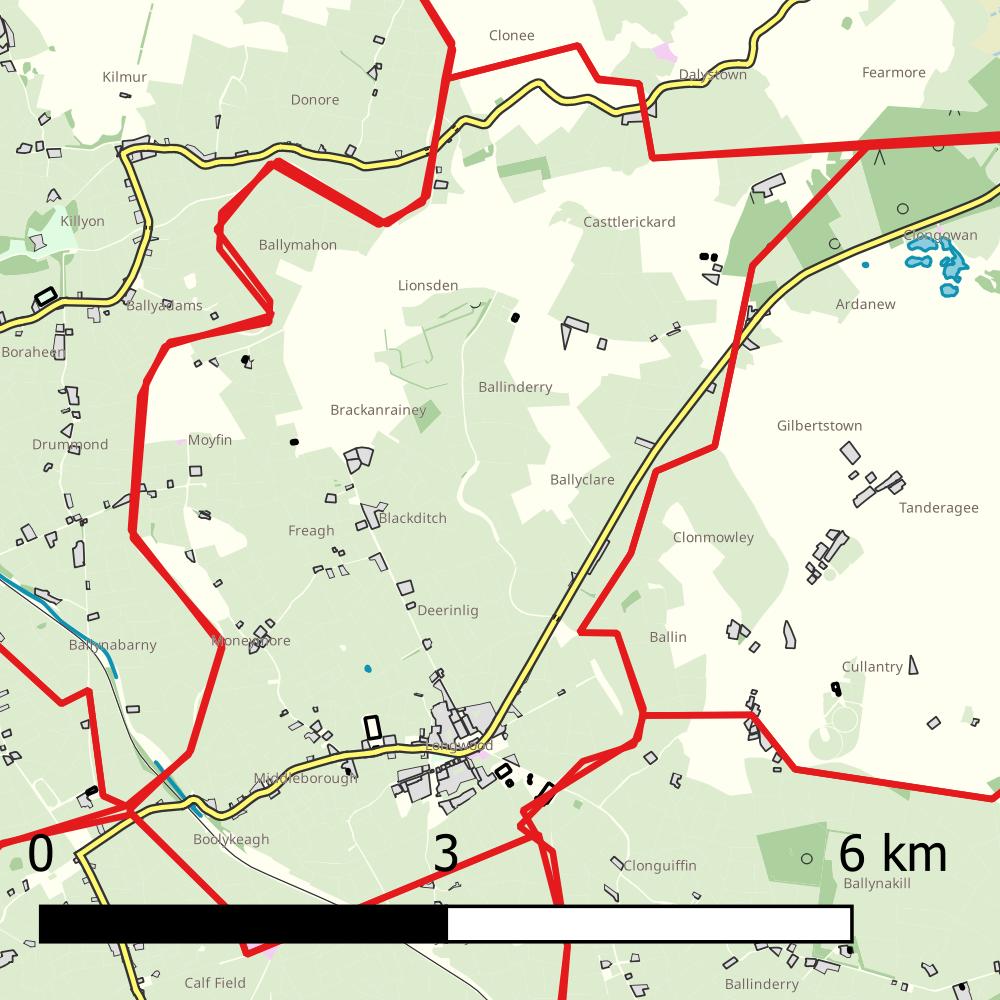 Clonee
Kilmur
Dalystown
Fearmore
Donore
Killyon
Casttlerickard
Clongowan
Ballymahon
Lionsden
Ballyadams
Ardanew
Boraheen
Ballinderry
Brackanrainey
Gilbertstown
Moyfin
Drummond
Ballyclare
Tanderagee
Blackditch
Freagh
Clonmowley
Deerinlig
Ballynabarny
Moneymore
Ballin
Cullantry
Longwood
Middleborough
Boolykeagh
0 3 6 km
Clonguiffin
Ballynakill
Calf Field
Ballinderry